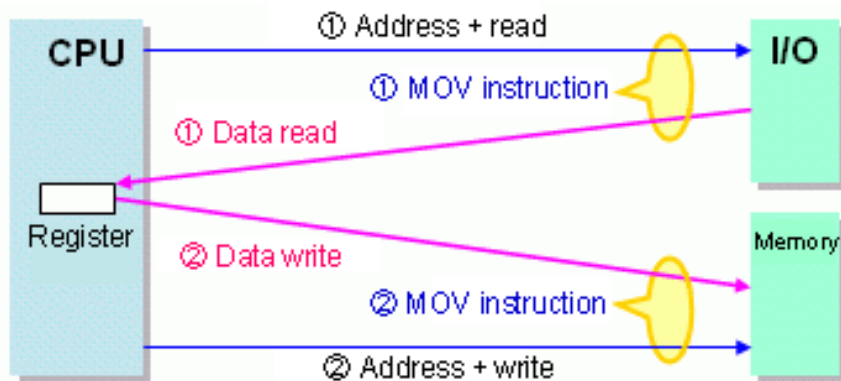 ① Address + read
CPU
I/O
① MOV instruction
① Data read
Register
Memory
② Data write
② MOV instruction
② Address + write